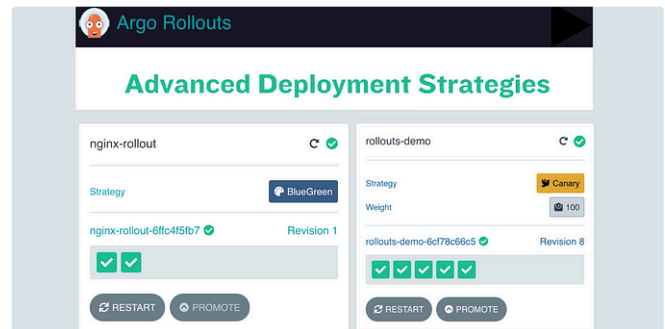 Argo Rollouts
Advanced Deployment Strategies
nginx-rollout
Strategy
BlueGreen
nginx-rollout-6ffc4f5fb7
Revision 1
RESTART
PROMOTE
rollouts-demo
Strategy
Canary
Weight
100
rollouts-demo-6cf78c66c5
Revision 8
RESTART
PROMOTE